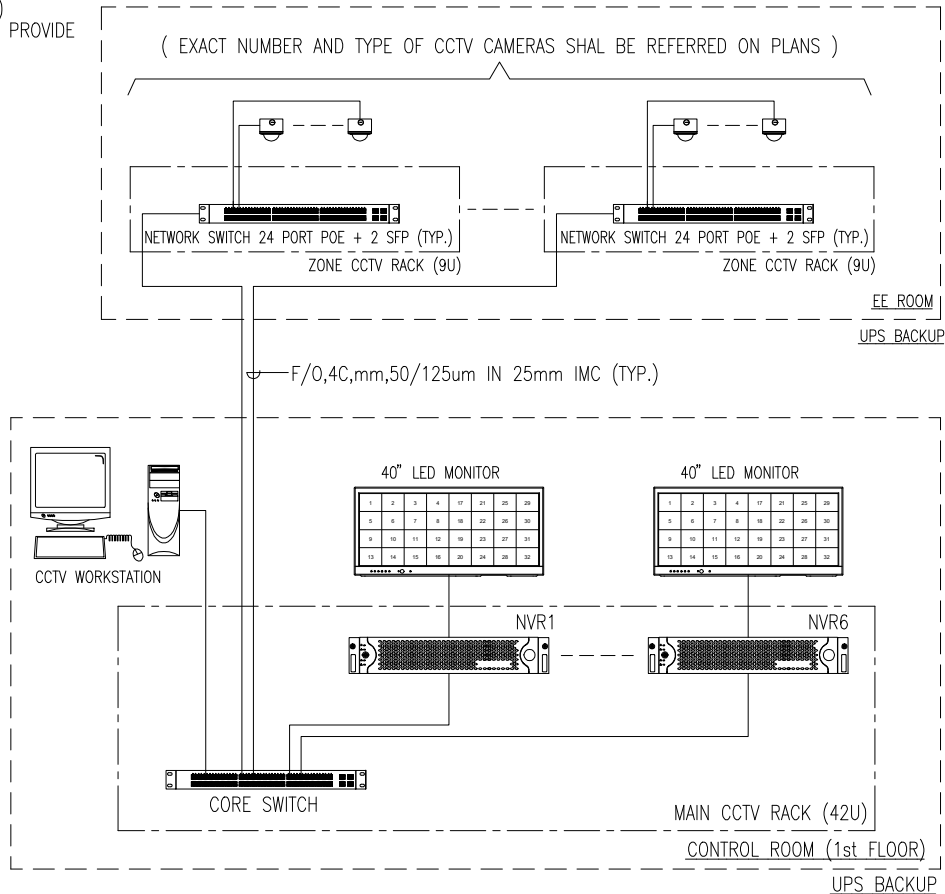 )
PROVIDE
( EXACT NUMBER AND TYPE OF CCTV CAMERAS SHAL BE REFERRED ON PLANS )
NETWORK SWITCH 24 PORT POE + 2 SFP (TYP.)
ZONE CCTV RACK (9U)
NETWORK SWITCH 24 PORT POE + 2 SFP (TYP.)
ZONE CCTV RACK (9U)
EE ROOM
UPS BACKUP
F/O,4C,mm,50/125um IN 25mm IMC (TYP.)
CCTV WORKSTATION
40" LED MONITOR
1 2 3 4 17 21 25 29
5 6 7 8 18 22 26 30
9 10 11 12 19 23 27 31
13 14 15 16 20 24 28 32
40" LED MONITOR
1 2 3 4 17 21 25 29
5 6 7 8 18 22 26 30
9 10 11 12 19 23 27 31
13 14 15 16 20 24 28 32
NVR1
NVR6
CORE SWITCH
MAIN CCTV RACK (42U)
CONTROL ROOM (1st FLOOR)
UPS BACKUP